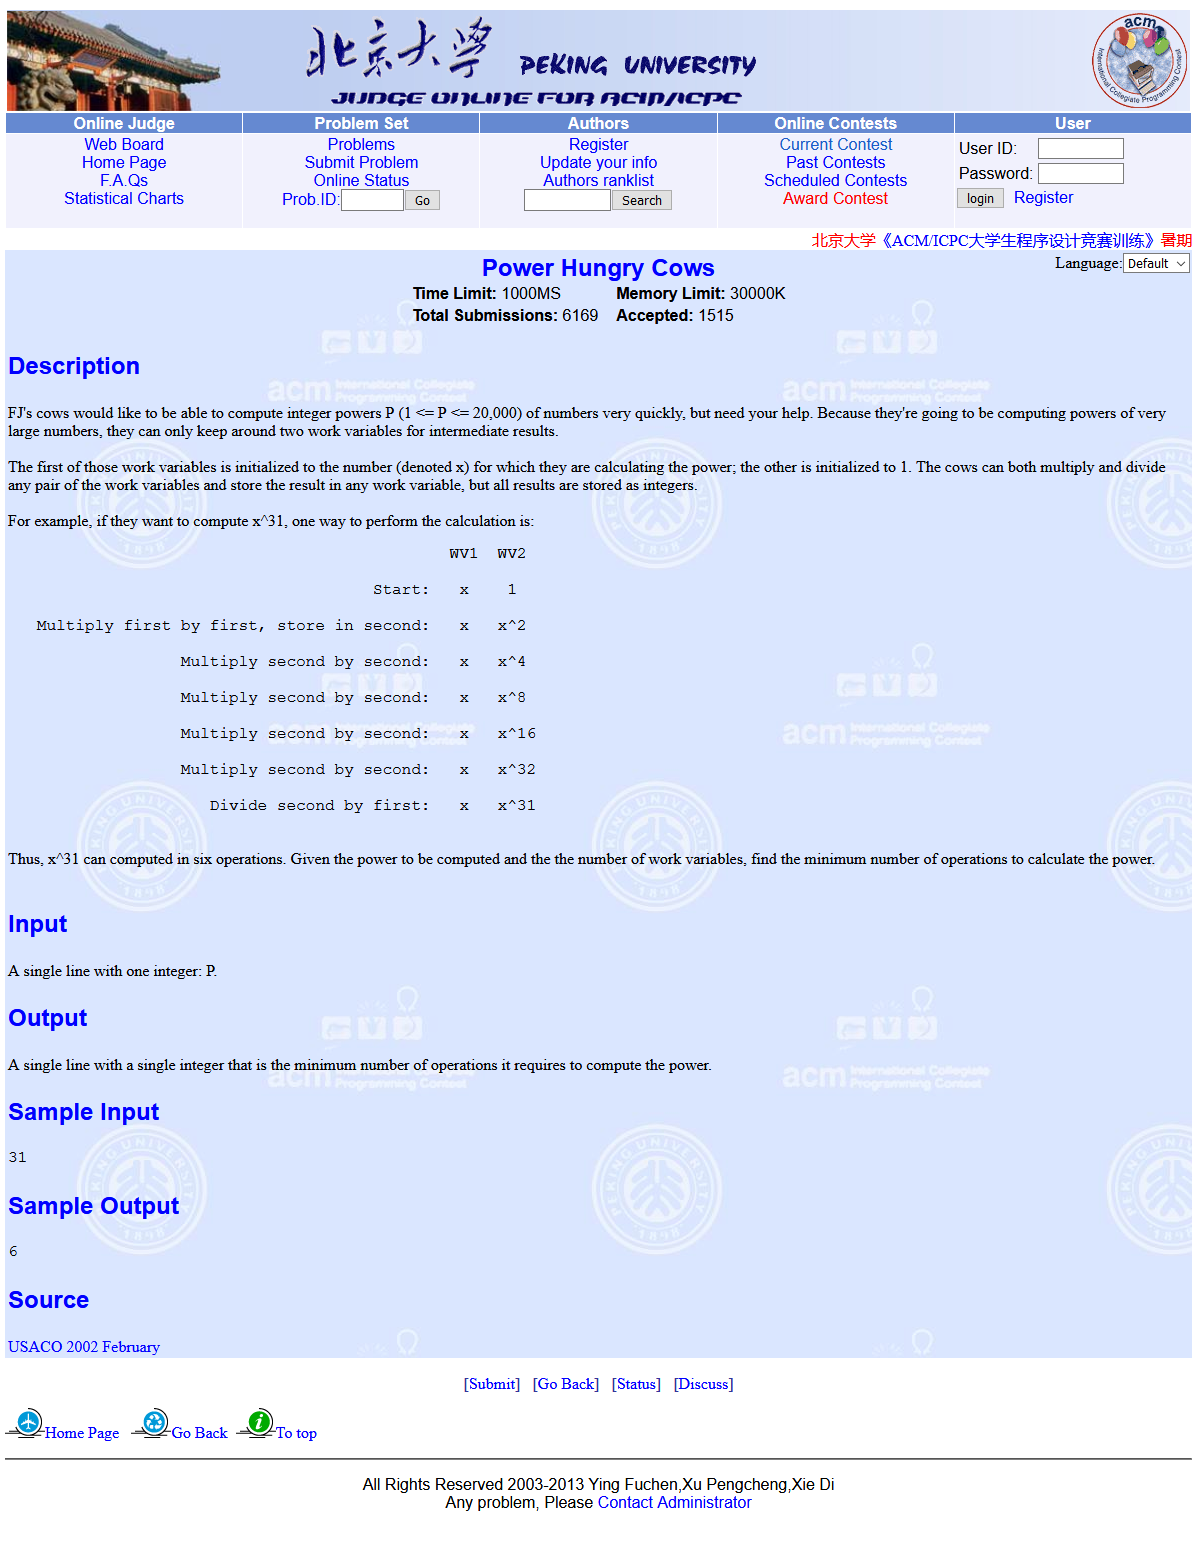 北京大學 PEKING UNIVERSITY
JUDGE ONLINE FOR ACM/ICPC
acm International Collegiate Programming Contest
Online Judge Problem Set Authors Online Contests User
Web Board Problems Register Current Contest User ID:
Home Page Submit Problem Update your info Past Contests Password:
F.A.Qs Online Status Authors ranklist Scheduled Contests
Statistical Charts Prob.ID: Go Search Award Contest login Register
北京大学《ACM/ICPC大学生程序设计竞赛训练》暑期
Language: Default
Power Hungry Cows
Time Limit: 1000MS Memory Limit: 30000K
Total Submissions: 6169 Accepted: 1515
Description
FJ's cows would like to be able to compute integer powers P (1 <= P <= 20,000) of numbers very quickly, but need your help. Because they're going to be computing powers of very
large numbers, they can only keep around two work variables for intermediate results.
The first of those work variables is initialized to the number (denoted x) for which they are calculating the power; the other is initialized to 1. The cows can both multiply and divide
any pair of the work variables and store the result in any work variable, but all results are stored as integers.
For example, if they want to compute x^31, one way to perform the calculation is:
WV1 WV2
Start: x 1
Multiply first by first, store in second: x x^2
Multiply second by second: x x^4
Multiply second by second: x x^8
Multiply second by second: x x^16
Multiply second by second: x x^32
Divide second by first: x x^31
Thus, x^31 can computed in six operations. Given the power to be computed and the the number of work variables, find the minimum number of operations to calculate the power.
Input
A single line with one integer: P.
Output
A single line with a single integer that is the minimum number of operations it requires to compute the power.
Sample Input
31
Sample Output
6
Source
USACO 2002 February
[Submit] [Go Back] [Status] [Discuss]
Home Page Go Back To top
All Rights Reserved 2003-2013 Ying Fuchen,Xu Pengcheng,Xie Di
Any problem, Please Contact Administrator